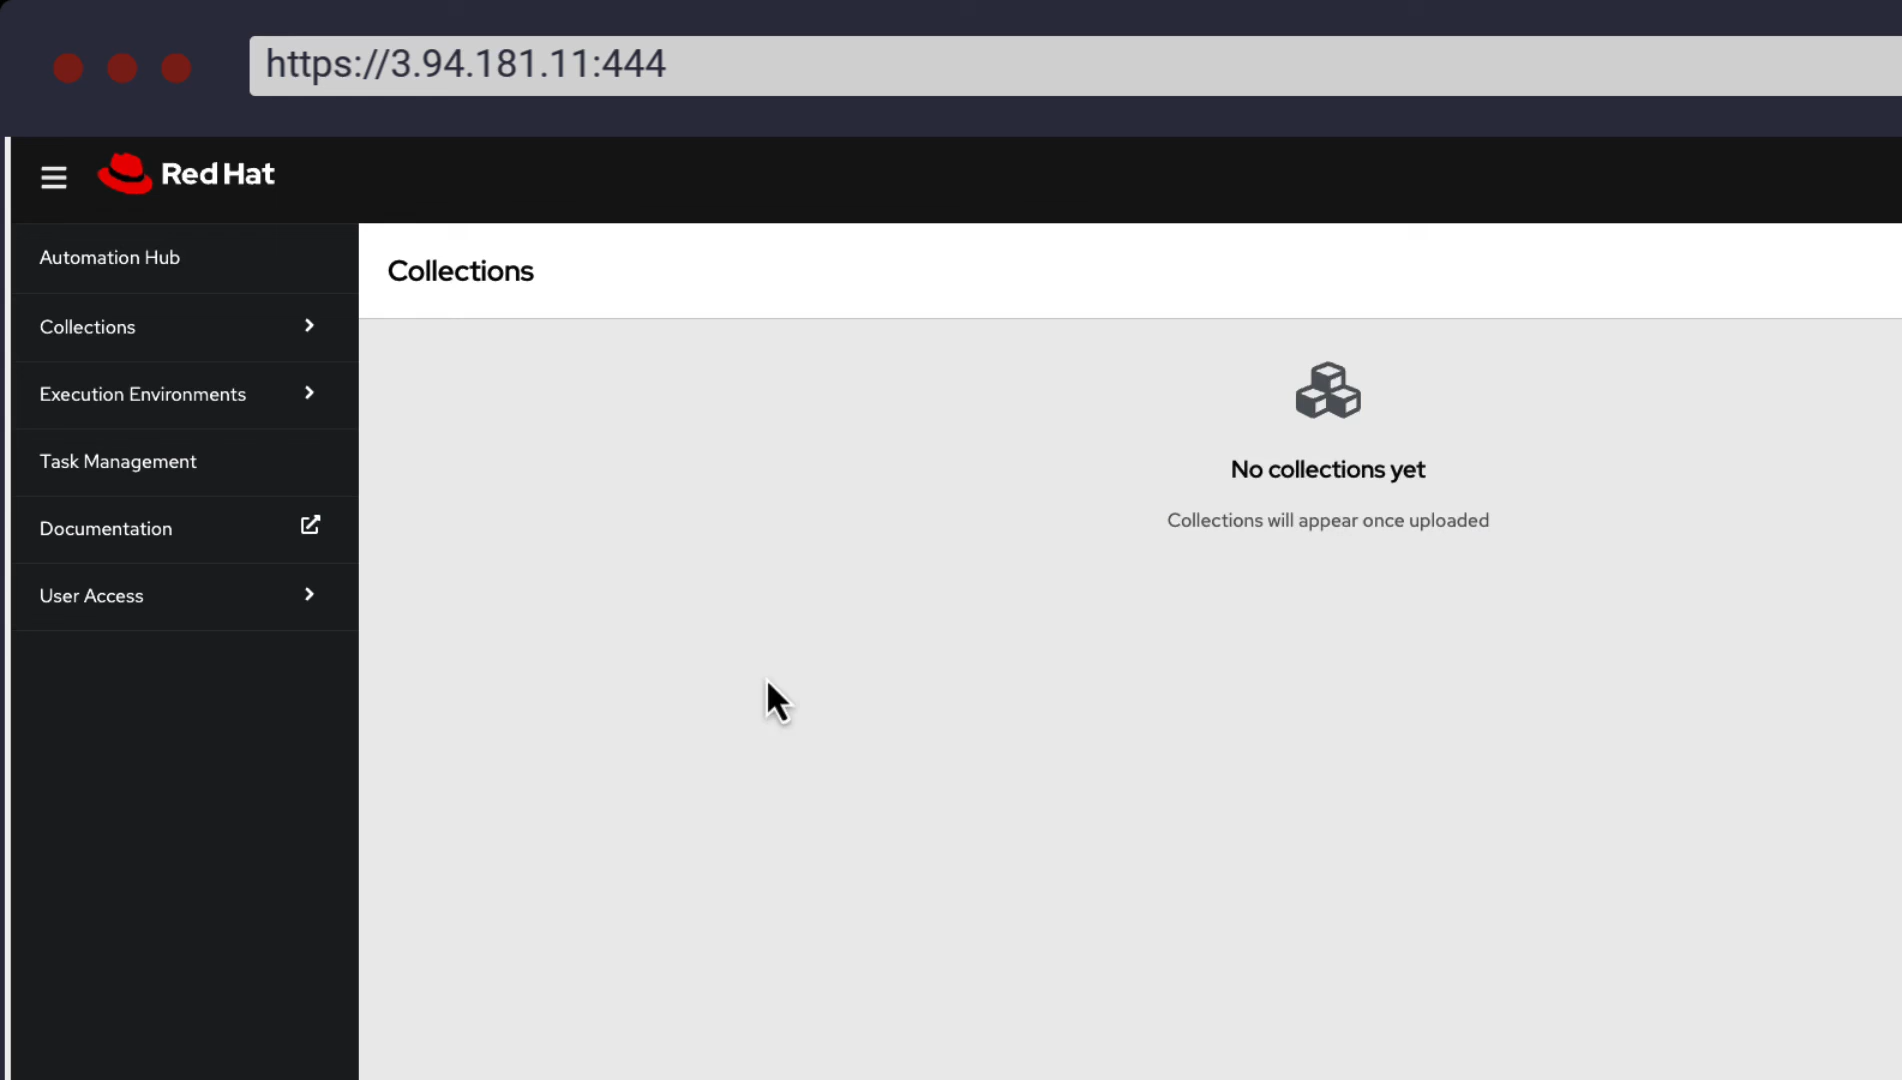 https://3.94.181.11:444
Red Hat
Automation Hub
Collections
Execution Environments
Task Management
Documentation
User Access
Collections
No collections yet
Collections will appear once uploaded